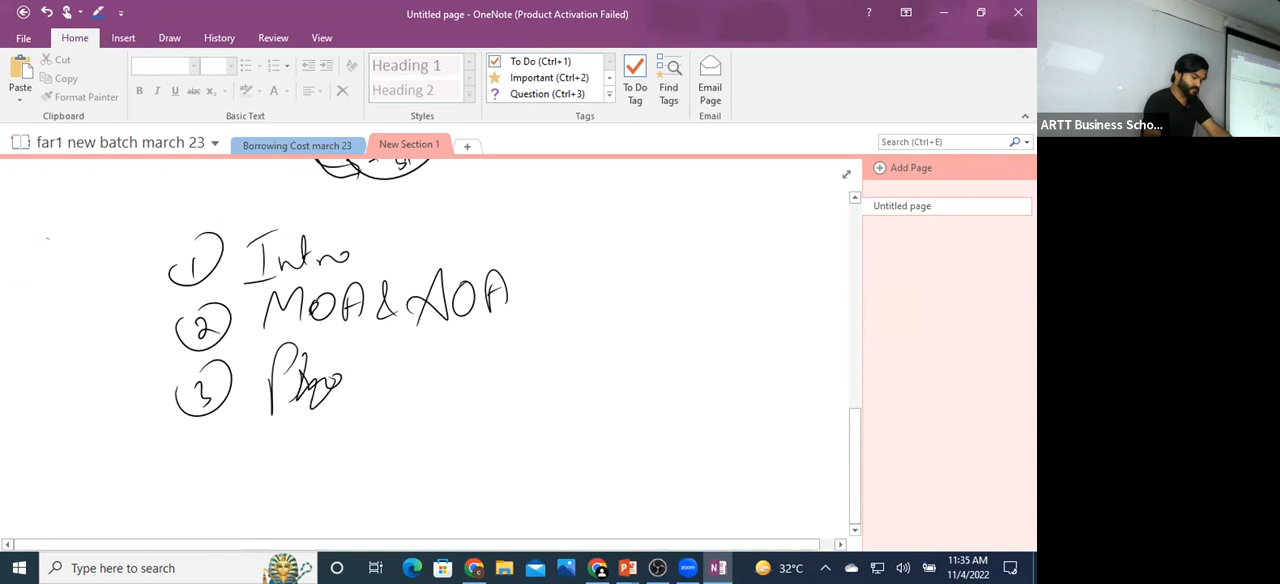 Untitled page - OneNote (Product Activation Failed)
?
File Home Insert Draw History Review View
Paste
Cut
Copy
Format Painter
Clipboard
B I U abc x₂ A
Basic Text
Heading 1
Heading 2
Styles
To Do (Ctrl+1)
Important (Ctrl+2)
? Question (Ctrl+3)
To Do Tag
Find Tags
Tags
Email Page
Email
ARTT Business Scho...
far1 new batch march 23
Borrowing Cost march 23
New Section 1
Search (Ctrl+E)
Add Page
Untitled page
1 Intro
2 MOA & AOA
3
Type here to search
zoom
32°C
11:35 AM
11/4/2022